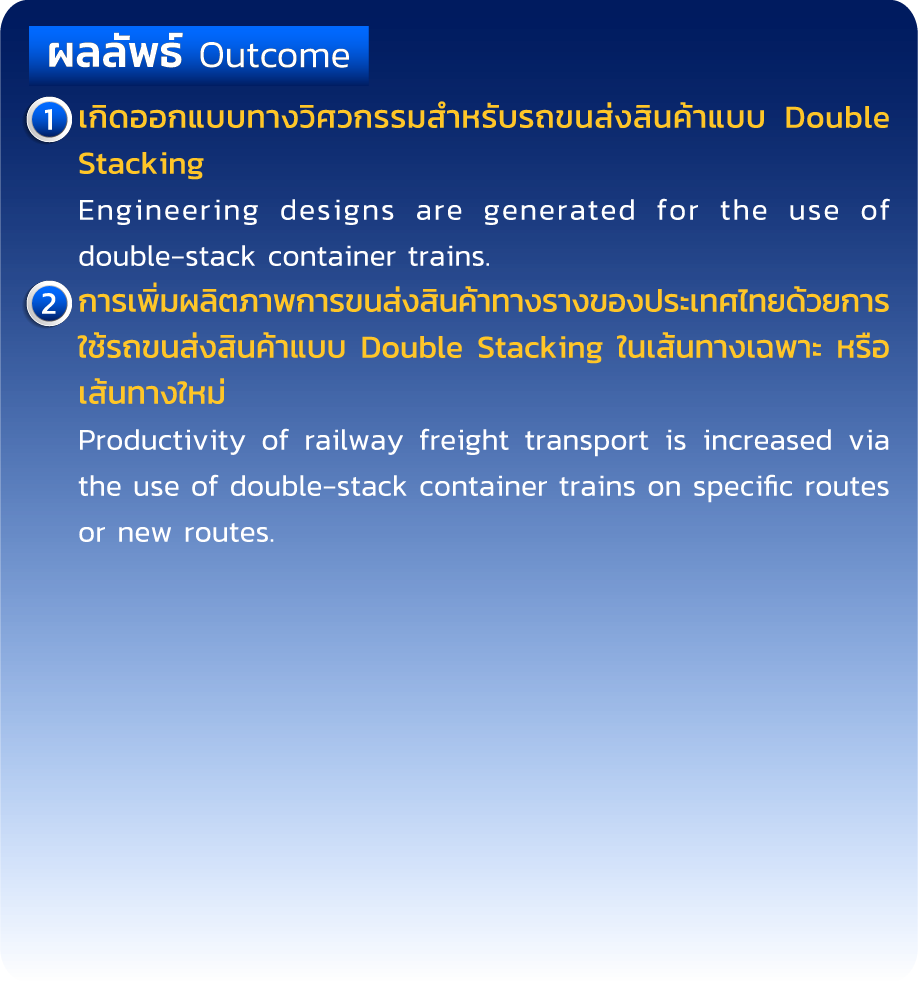 ผลลัพธ์ Outcome
1 เกิดออกแบบทางวิศวกรรมสำหรับรถขนส่งสินค้าแบบ Double
Stacking
Engineering designs are generated for the use of
double-stack container trains.
2 การเพิ่มผลิตภาพการขนส่งสินค้าทางรางของประเทศไทยด้วยการ
ใช้รถขนส่งสินค้าแบบ Double Stacking ในเส้นทางเฉพาะ หรือ
เส้นทางใหม่
Productivity of railway freight transport is increased via
the use of double-stack container trains on specific routes
or new routes.